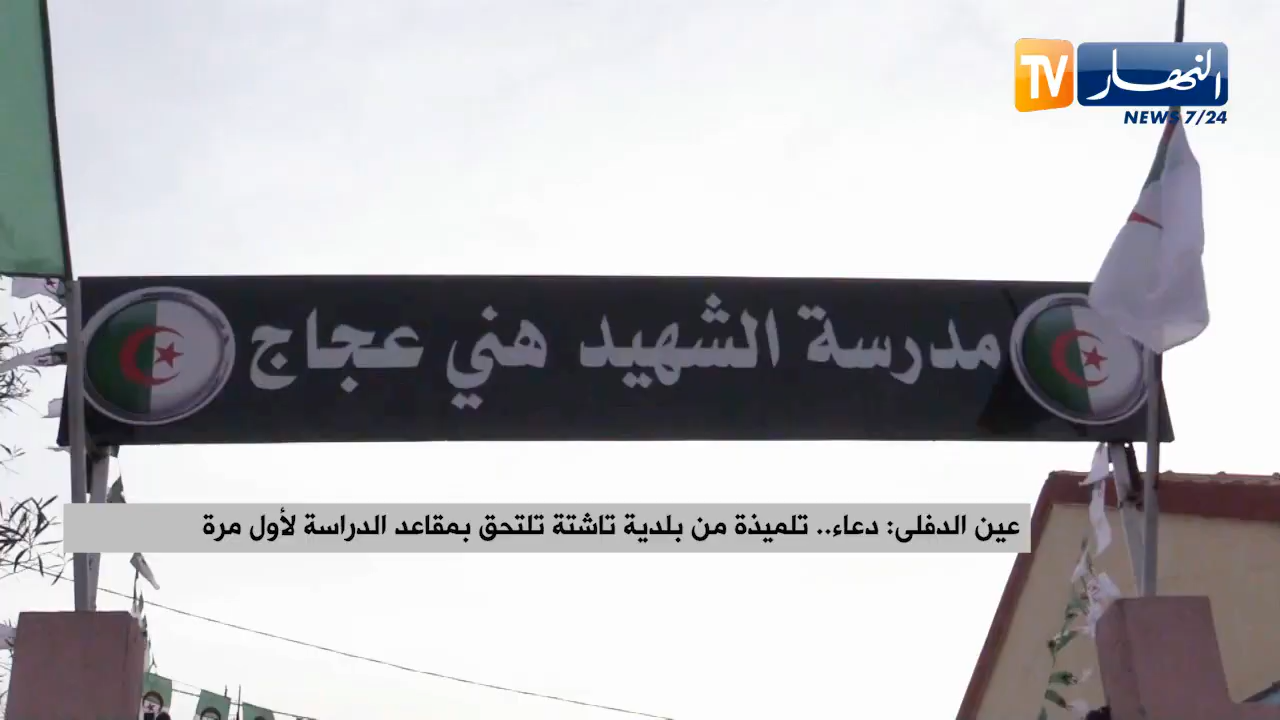 TV النهار
NEWS 7/24
مدرسة الشهيد هني عجاج
عين الدفلى: دعاء.. تلميذة من بلدية تاشتة تلتحق بمقاعد الدراسة لأول مرة